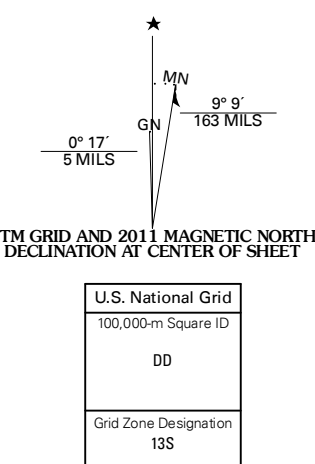 MN
GN
9° 9´
163 MILS
0° 17´
5 MILS
TM GRID AND 2011 MAGNETIC NORTH
DECLINATION AT CENTER OF SHEET
U.S. National Grid
100,000-m Square ID
DD
Grid Zone Designation
13S